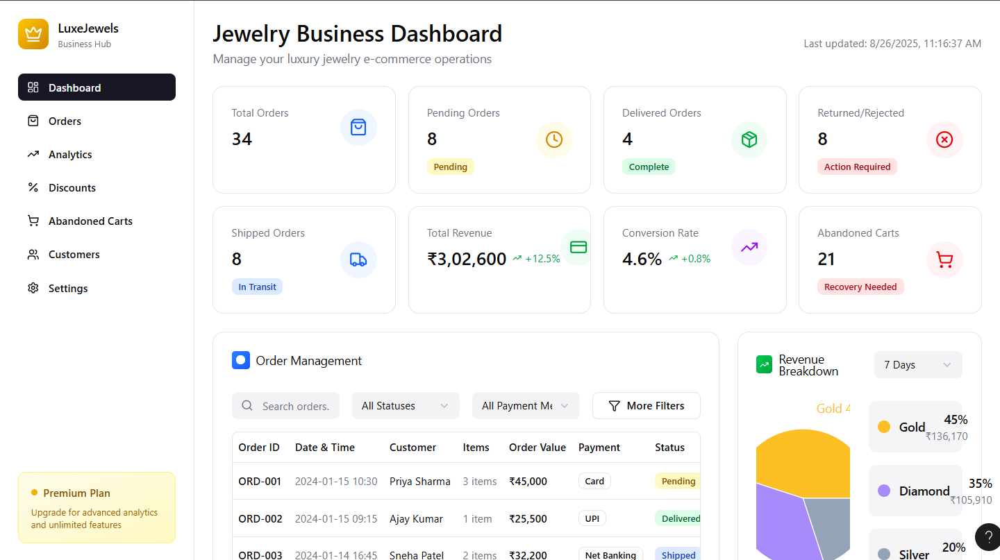 LuxeJewels
Business Hub
Dashboard
Orders
Analytics
Discounts
Abandoned Carts
Customers
Settings
Premium Plan
Upgrade for advanced analytics
and unlimited features
Jewelry Business Dashboard
Manage your luxury jewelry e-commerce operations
Last updated: 8/26/2025, 11:16:37 AM
Total Orders
34
Pending Orders
8
Pending
Delivered Orders
4
Complete
Returned/Rejected
8
Action Required
Shipped Orders
8
In Transit
Total Revenue
₹3,02,600 +12.5%
Conversion Rate
4.6% +0.8%
Abandoned Carts
21
Recovery Needed
Order Management
Search orders.
All Statuses
All Payment Me
More Filters
Order ID Date & Time Customer Items Order Value Payment Status
ORD-001 2024-01-15 10:30 Priya Sharma 3 items ₹45,000 Card Pending
ORD-002 2024-01-15 09:15 Ajay Kumar 1 item ₹25,500 UPI Delivered
ORD-003 2024-01-14 16:45 Sneha Patel 2 items ₹32,200 Net Banking Shipped
Revenue
Breakdown
7 Days
Gold 4
Gold 45%
₹136,170
Diamond 35%
₹105,910
Silver 20%
?